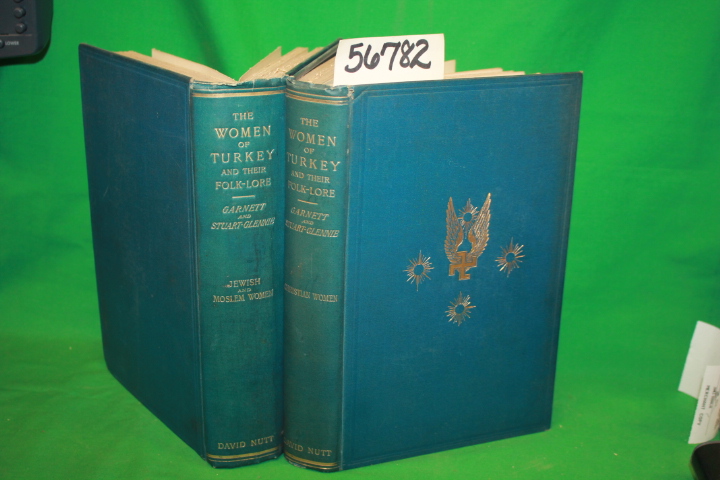 56782
THE
WOMEN
OF
TURKEY
AND THEIR
FOLK-LORE
GARNETT
AND
STUART-GLENNIE
JEWISH
AND
MOSLEM WOMEN
DAVID NUTT
THE
WOMEN
OF
TURKEY
AND THEIR
FOLK-LORE
GARNETT
AND
STUART-GLENNIE
CHRISTIAN WOMEN
DAVID NUTT